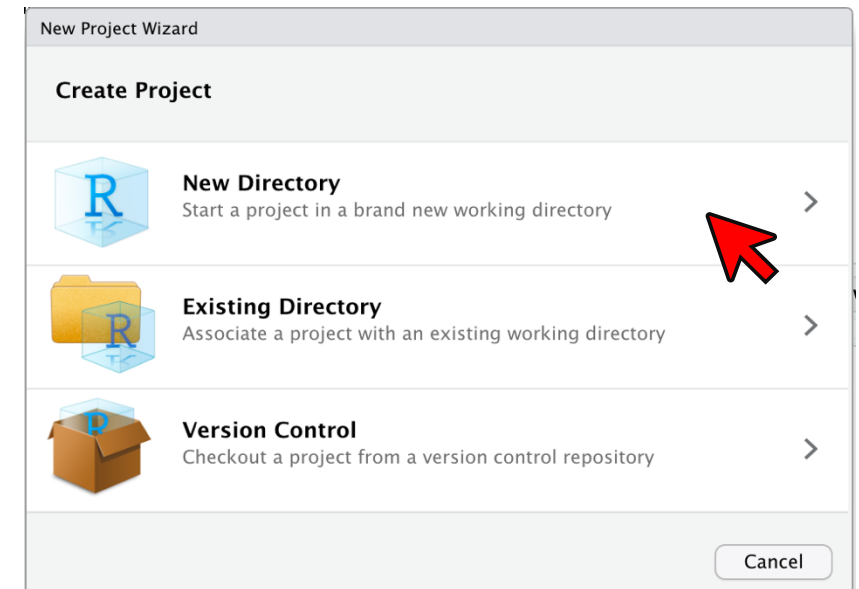 New Project Wizard
Create Project
R
New Directory
Start a project in a brand new working directory
R
Existing Directory
Associate a project with an existing working directory
R
Version Control
Checkout a project from a version control repository
Cancel